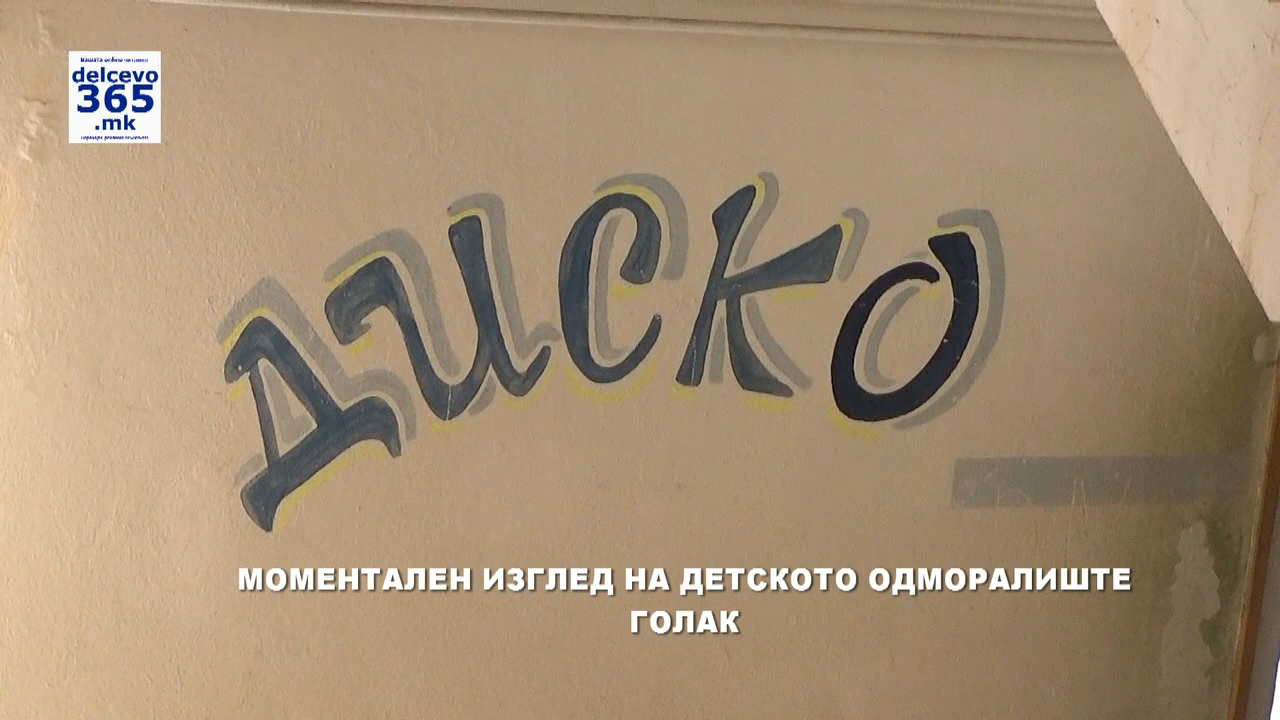 delcevo
365
.mk
ДИСКО
МОМЕНТАЛЕН ИЗГЛЕД НА ДЕТСКОТО ОДМОРАЛИШТЕ
ГОЛАК